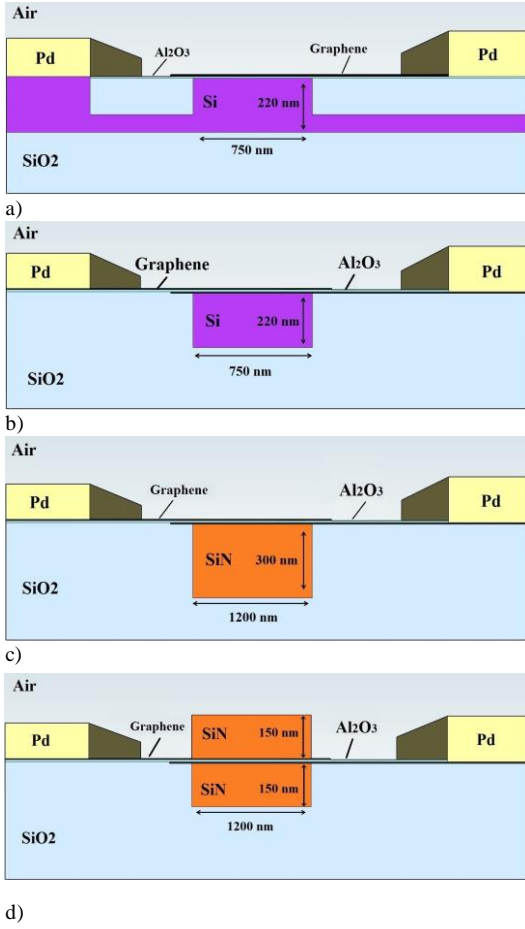 Air
Pd
Al2O3
Graphene
Pd
Si
220 nm
750 nm
SiO2
a)
Air
Pd
Graphene
Al2O3
Pd
Si
220 nm
750 nm
SiO2
b)
Air
Pd
Graphene
Al2O3
Pd
SiN
300 nm
SiO2
1200 nm
c)
Air
Pd
Graphene
SiN
150 nm
Al2O3
Pd
SiN
150 nm
SiO2
1200 nm
d)